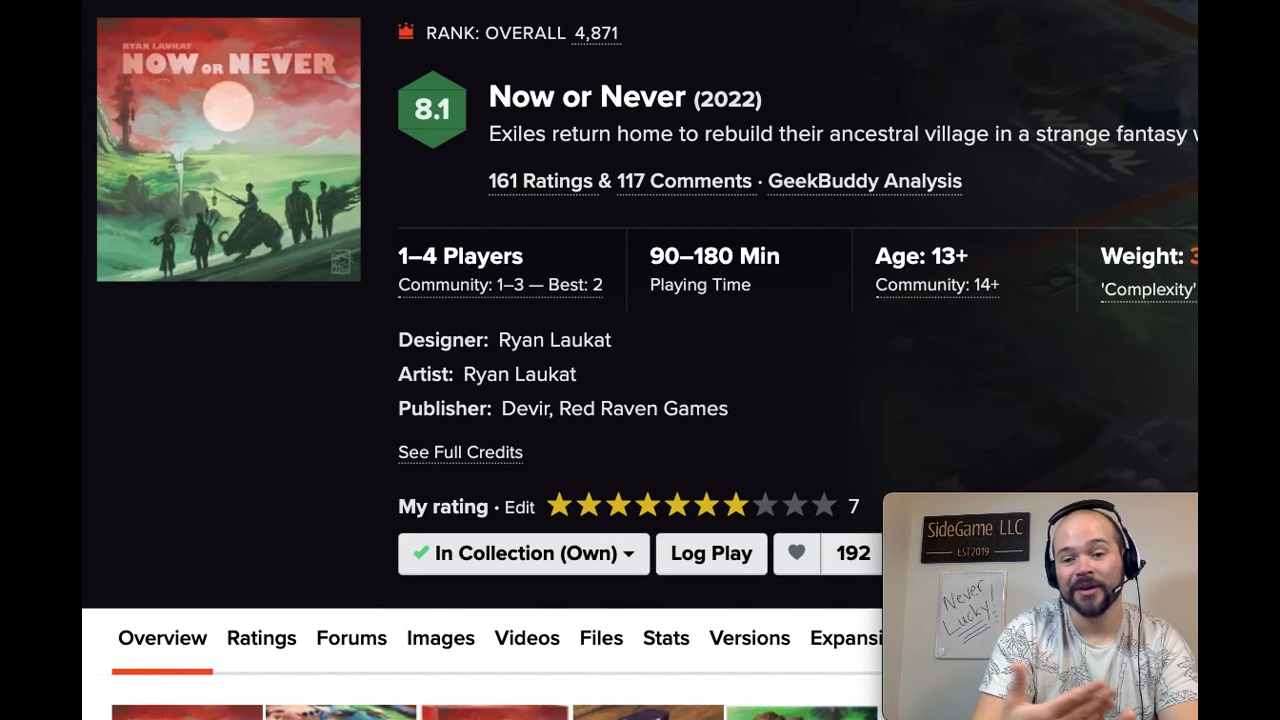 RYAN LAUKAT
NOW OR NEVER
RANK: OVERALL 4,871
8.1
Now or Never (2022)
Exiles return home to rebuild their ancestral village in a strange fantasy
161 Ratings & 117 Comments · GeekBuddy Analysis
1–4 Players
Community: 1–3 — Best: 2
90–180 Min
Playing Time
Age: 13+
Community: 14+
Weight: 3
'Complexity'
Designer: Ryan Laukat
Artist: Ryan Laukat
Publisher: Devir, Red Raven Games
See Full Credits
My rating · Edit 7
In Collection (Own)
Log Play
192
Overview Ratings Forums Images Videos Files Stats Versions Expansi
SideGame LLC
EST2019
Never
Lucky!